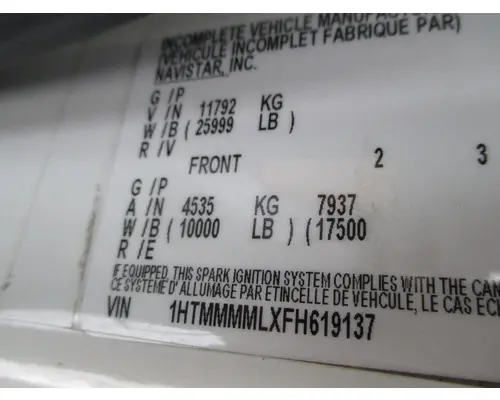 INCOMPLETE VEHICLE MANUFACT
(VEHICULE INCOMPLET FABRIQUE PAR)
NAVISTAR, INC.
G /P
V /N 11792 KG
W /B ( 25999 LB )
R /V
FRONT 2 3
G /P
A /N 4535 KG 7937
W /B ( 10000 LB ) (17500
R /E
IF EQUIPPED, THIS SPARK IGNITION SYSTEM COMPLIES WITH THE CAN
CE SYSTEME D'ALLUMAGE PAR ETINCELLE DE VEHICULE, LE CAS EC
VIN 1HTMMMMLXFH619137